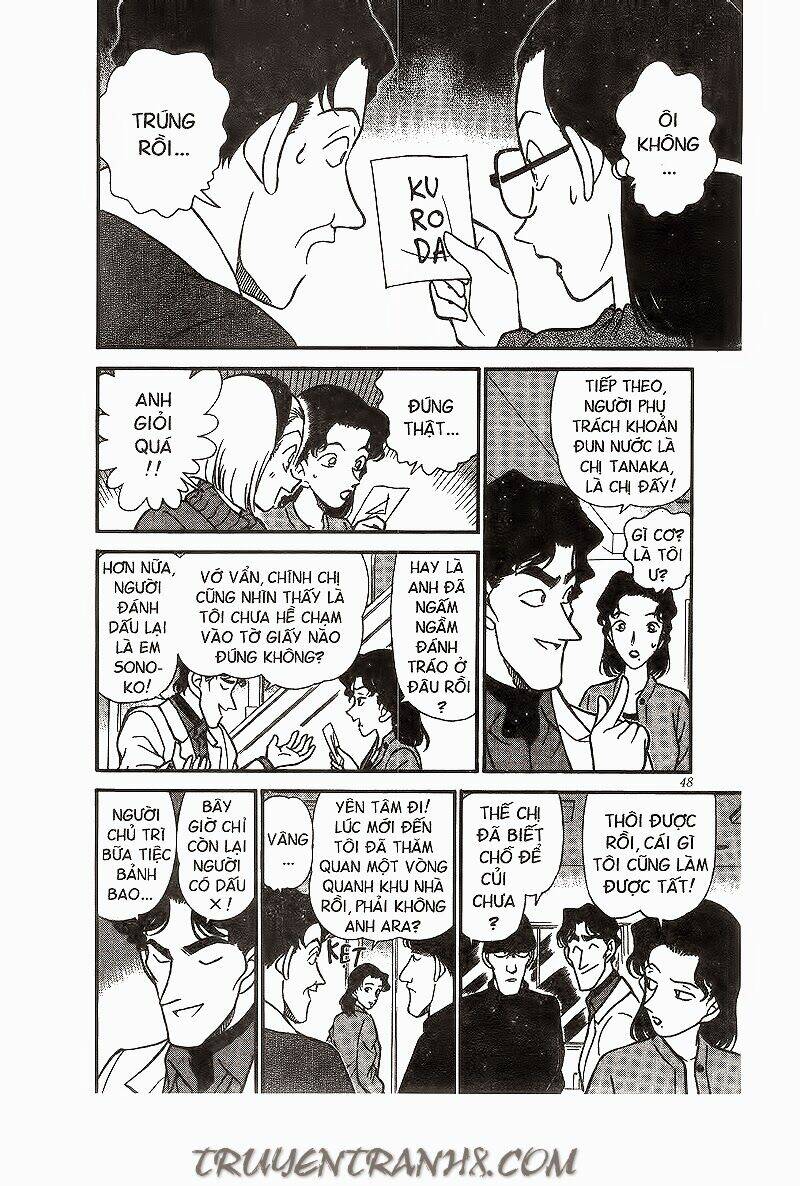 TRÚNG
RỒI...
KU
RO
DA
ÔI
KHÔNG
...
ANH
GIỎI
QUÁ
!!
ĐÚNG
THẬT...
TIẾP THEO,
NGƯỜI PHỤ
TRÁCH KHOẢN
ĐUN NƯỚC LÀ
CHỊ TANAKA,
LÀ CHỊ ĐẤY!
GÌ CƠ?
LÀ TÔI
Ư?
HƠN NỮA,
NGƯỜI
ĐÁNH
DẤU LẠI
LÀ EM
SONO-
KO!
VỚ VẨN, CHÍNH CHỊ
CŨNG NHÌN THẤY LÀ
TÔI CHƯA HỀ CHẠM
VÀO TỜ GIẤY NÀO
ĐÚNG KHÔNG?
HAY LÀ
ANH ĐÃ
NGẤM
NGẦM
ĐÁNH
TRÁO Ở
ĐÂU RỒI
?
48
NGƯỜI
CHỦ TRÌ
BỮA TIỆC
BẢNH
BAO...
BÂY
GIỜ CHỈ
CÒN LẠI
NGƯỜI
CÓ DẤU
X!
VÂNG
...
YÊN TÂM ĐI!
LÚC MỚI ĐẾN
TÔI ĐÃ THĂM
QUAN MỘT VÒNG
QUANH KHU NHÀ
RỒI, PHẢI KHÔNG
ANH ARA?
KẸT
THẾ CHỊ
ĐÃ BIẾT
CHỖ ĐỂ
CỦI
CHƯA
?
THÔI ĐƯỢC
RỒI, CÁI GÌ
TÔI CŨNG LÀM
ĐƯỢC TẤT!
TRUYENTRANH8.COM